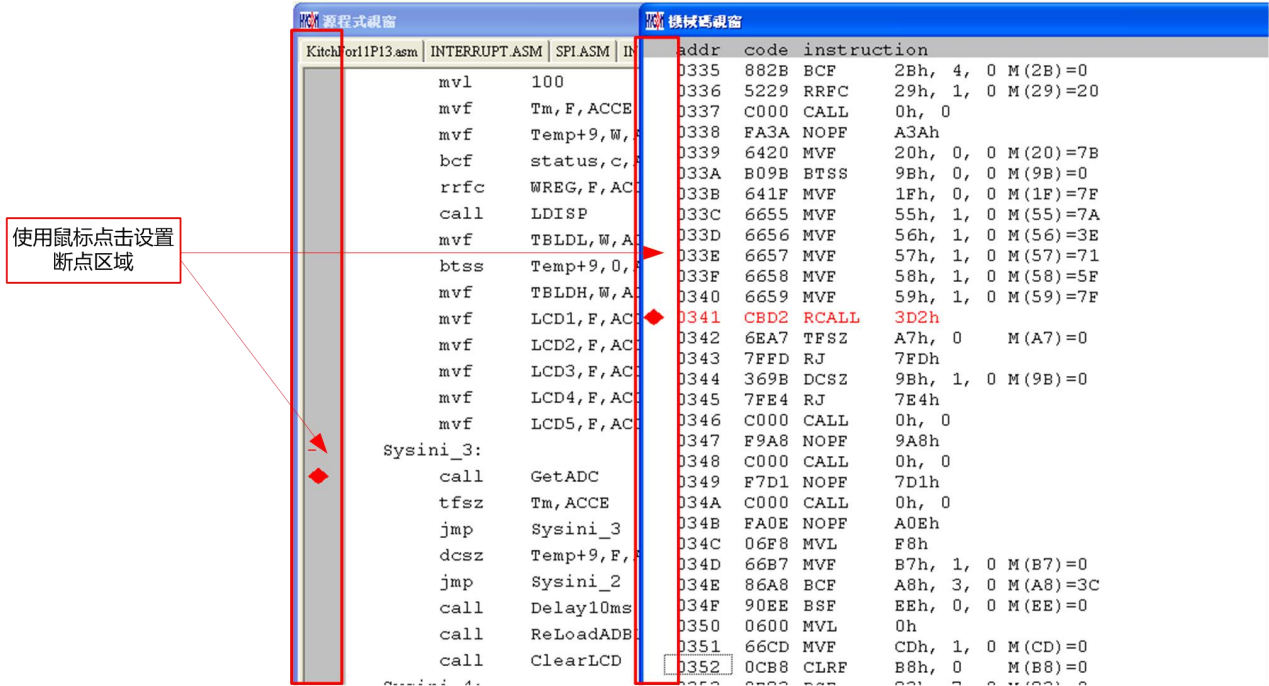 使用鼠标点击设置
断点区域
HYCON 源程式視窗
KitchFor11P13.asm INTERRUPT.ASM SPI.ASM IN
mvl 100
mvf Tm,F,ACCE
mvf Temp+9,W,A
bcf status,c,A
rrfc WREG,F,ACC
call LDISP
mvf TBLDL,W,AC
btss Temp+9,0,A
mvf TBLDH,W,AC
mvf LCD1,F,ACC
mvf LCD2,F,ACC
mvf LCD3,F,ACC
mvf LCD4,F,ACC
mvf LCD5,F,ACC
Sysini_3:
call GetADC
tfsz Tm,ACCE
jmp Sysini_3
dcsz Temp+9,F,A
jmp Sysini_2
call Delay10ms
call ReLoadADB
call ClearLCD
HYCON 機械碼視窗
addr code instruction
0335 882B BCF 2Bh, 4, 0 M(2B)=0
0336 5229 RRFC 29h, 1, 0 M(29)=20
0337 C000 CALL 0h, 0
0338 FA3A NOPF A3Ah
0339 6420 MVF 20h, 0, 0 M(20)=7B
033A B09B BTSS 9Bh, 0, 0 M(9B)=0
033B 641F MVF 1Fh, 0, 0 M(1F)=7F
033C 6655 MVF 55h, 1, 0 M(55)=7A
033D 6656 MVF 56h, 1, 0 M(56)=3E
033E 6657 MVF 57h, 1, 0 M(57)=71
033F 6658 MVF 58h, 1, 0 M(58)=5F
0340 6659 MVF 59h, 1, 0 M(59)=7F
0341 CBD2 RCALL 3D2h
0342 6EA7 TFSZ A7h, 0 M(A7)=0
0343 7FFD RJ 7FDh
0344 369B DCSZ 9Bh, 1, 0 M(9B)=0
0345 7FE4 RJ 7E4h
0346 C000 CALL 0h, 0
0347 F9A8 NOPF 9A8h
0348 C000 CALL 0h, 0
0349 F7D1 NOPF 7D1h
034A C000 CALL 0h, 0
034B FA0E NOPF A0Eh
034C 06F8 MVL F8h
034D 66B7 MVF B7h, 1, 0 M(B7)=0
034E 86A8 BCF A8h, 3, 0 M(A8)=3C
034F 90EE BSF EEh, 0, 0 M(EE)=0
0350 0600 MVL 0h
0351 66CD MVF CDh, 1, 0 M(CD)=0
0352 0CB8 CLRF B8h, 0 M(B8)=0